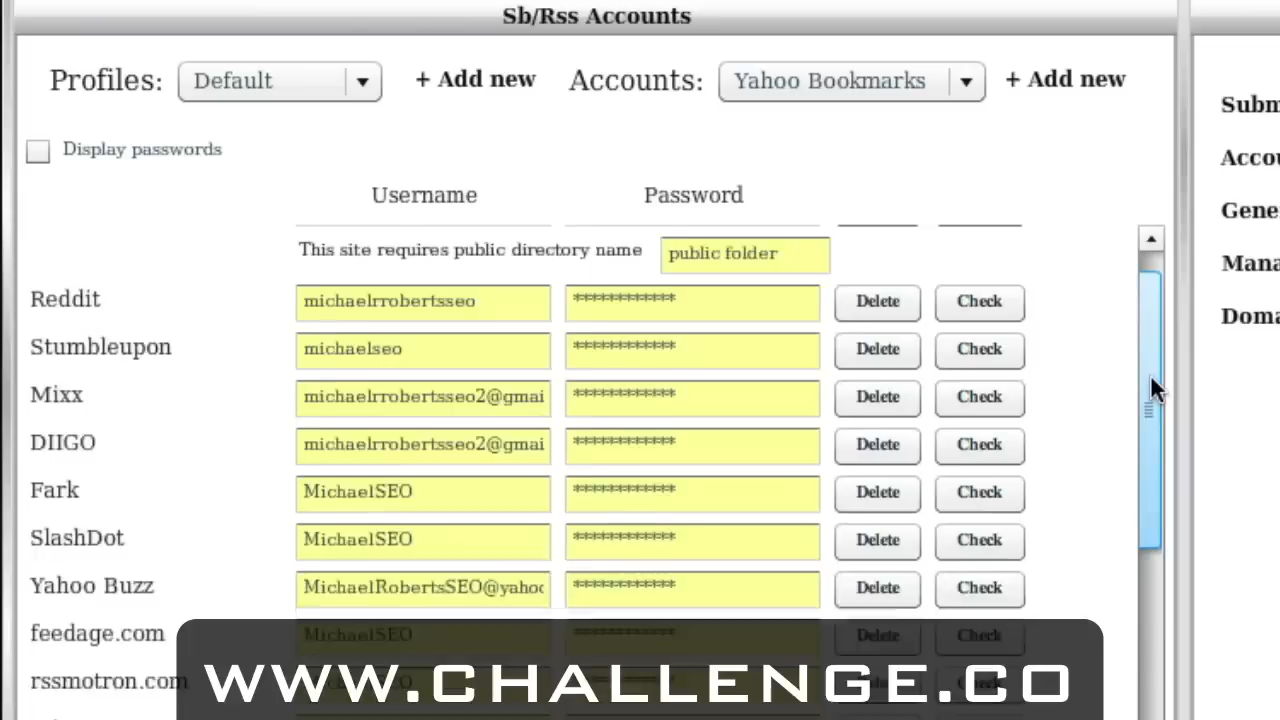 Sb/Rss Accounts
Profiles: Default + Add new Accounts: Yahoo Bookmarks + Add new
Display passwords
Username Password
This site requires public directory name public folder
Reddit michaelrrobertsseo ************ Delete Check
Stumbleupon michaelseo ************ Delete Check
Mixx michaelrrobertsseo2@gmai ************ Delete Check
DIIGO michaelrrobertsseo2@gmai ************ Delete Check
Fark MichaelSEO ************ Delete Check
SlashDot MichaelSEO ************ Delete Check
Yahoo Buzz MichaelRobertsSEO@yahoo ************ Delete Check
feedage.com MichaelSEO ************ Delete Check
rssmotron.com
WWW.CHALLENGE.CO
Subm
Accou
Gene
Mana
Doma